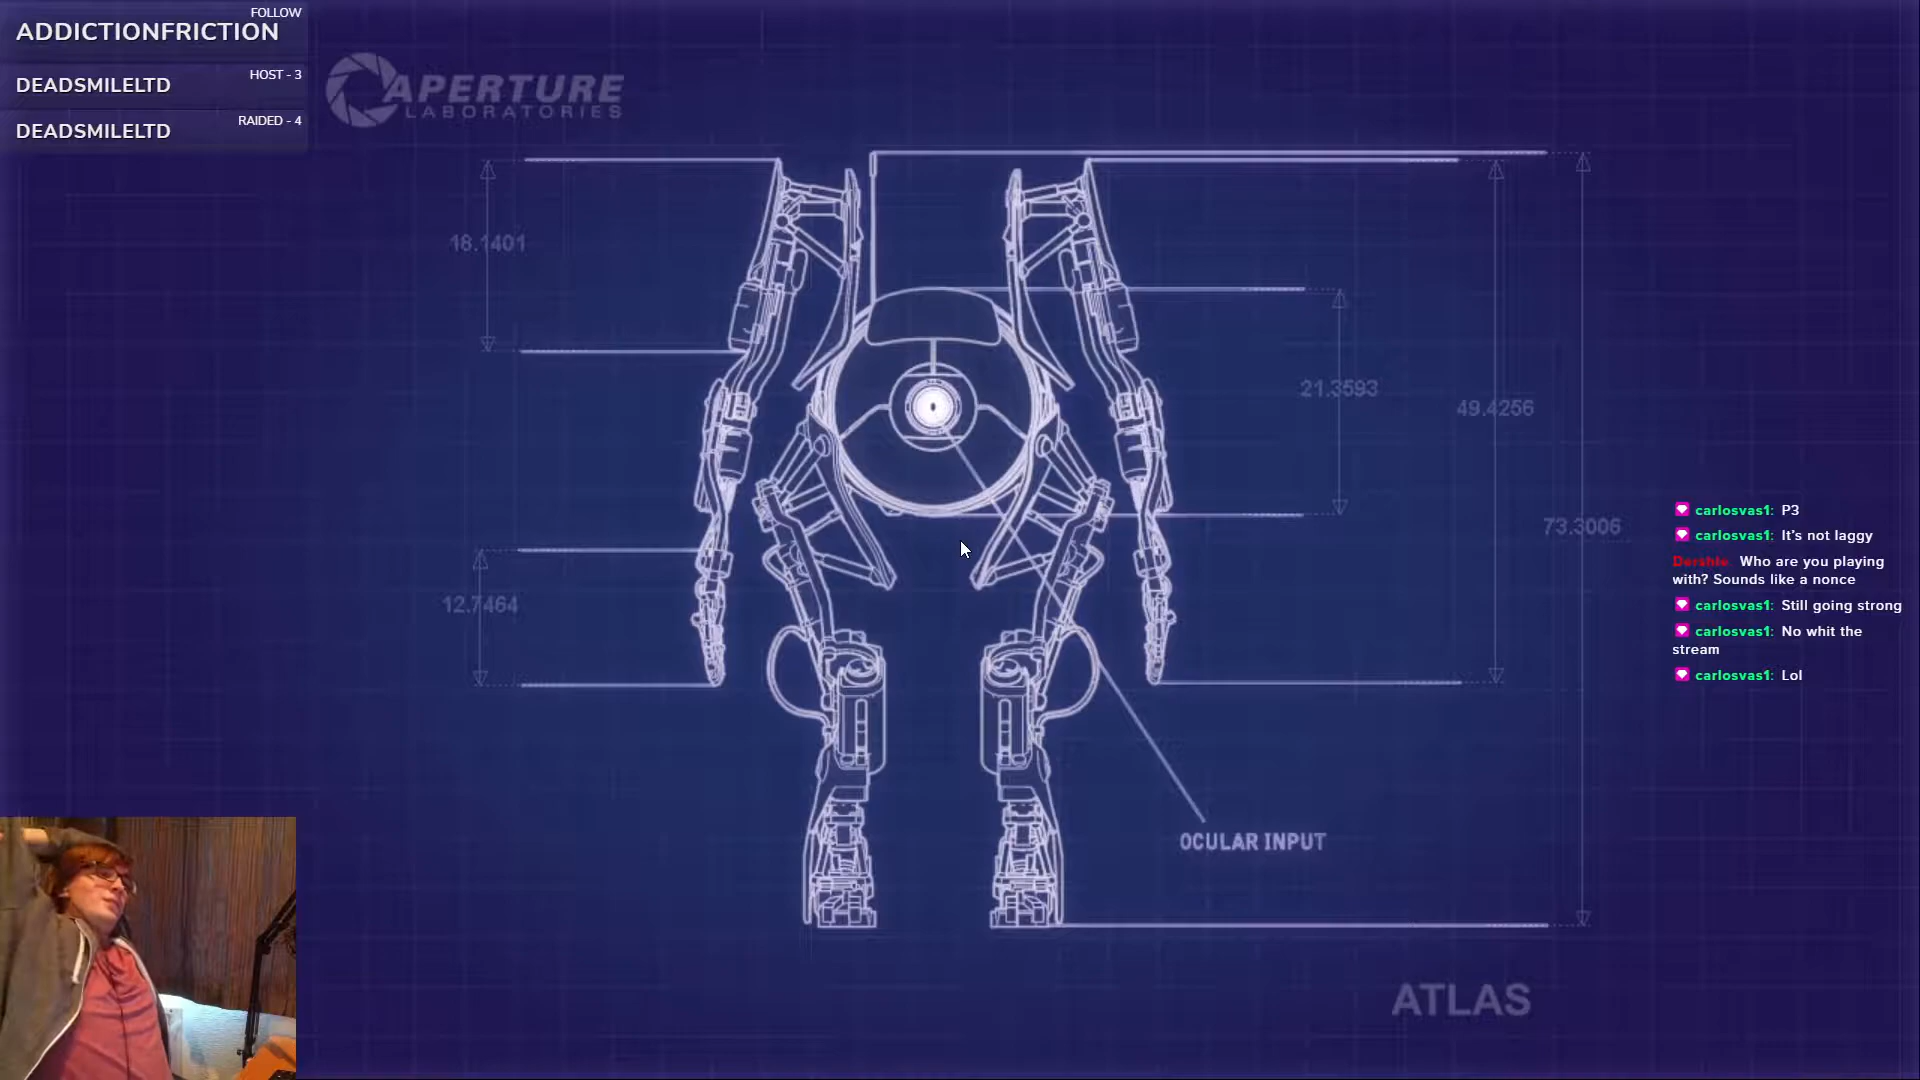 FOLLOW
ADDICTIONFRICTION
HOST - 3
DEADSMILELTD
RAIDED - 4
DEADSMILELTD
APERTURE
LABORATORIES
18.1401
21.3593
49.4256
73.3006
12.7464
OCULAR INPUT
ATLAS
carlosvas1: P3
carlosvas1: It's not laggy
Dershle: Who are you playing
with? Sounds like a nonce
carlosvas1: Still going strong
carlosvas1: No whit the
stream
carlosvas1: Lol